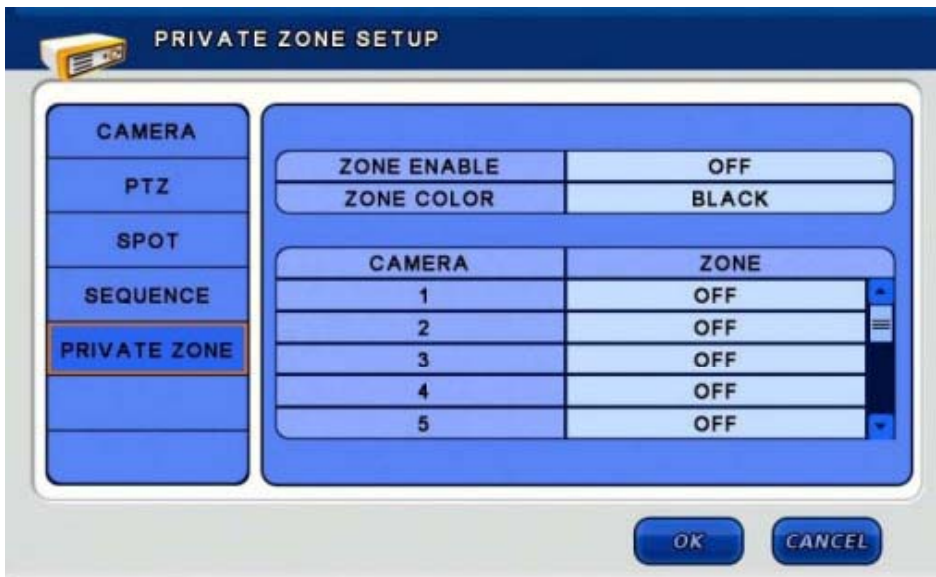 PRIVATE ZONE SETUP
CAMERA
PTZ
SPOT
SEQUENCE
PRIVATE ZONE
ZONE ENABLE OFF
ZONE COLOR BLACK
CAMERA ZONE
1 OFF
2 OFF
3 OFF
4 OFF
5 OFF
OK CANCEL